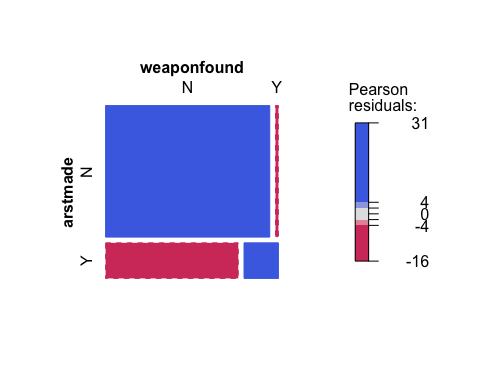 weaponfound
N Y
arstmade
N
Y
Pearson
residuals:
31
4
0
-4
-16